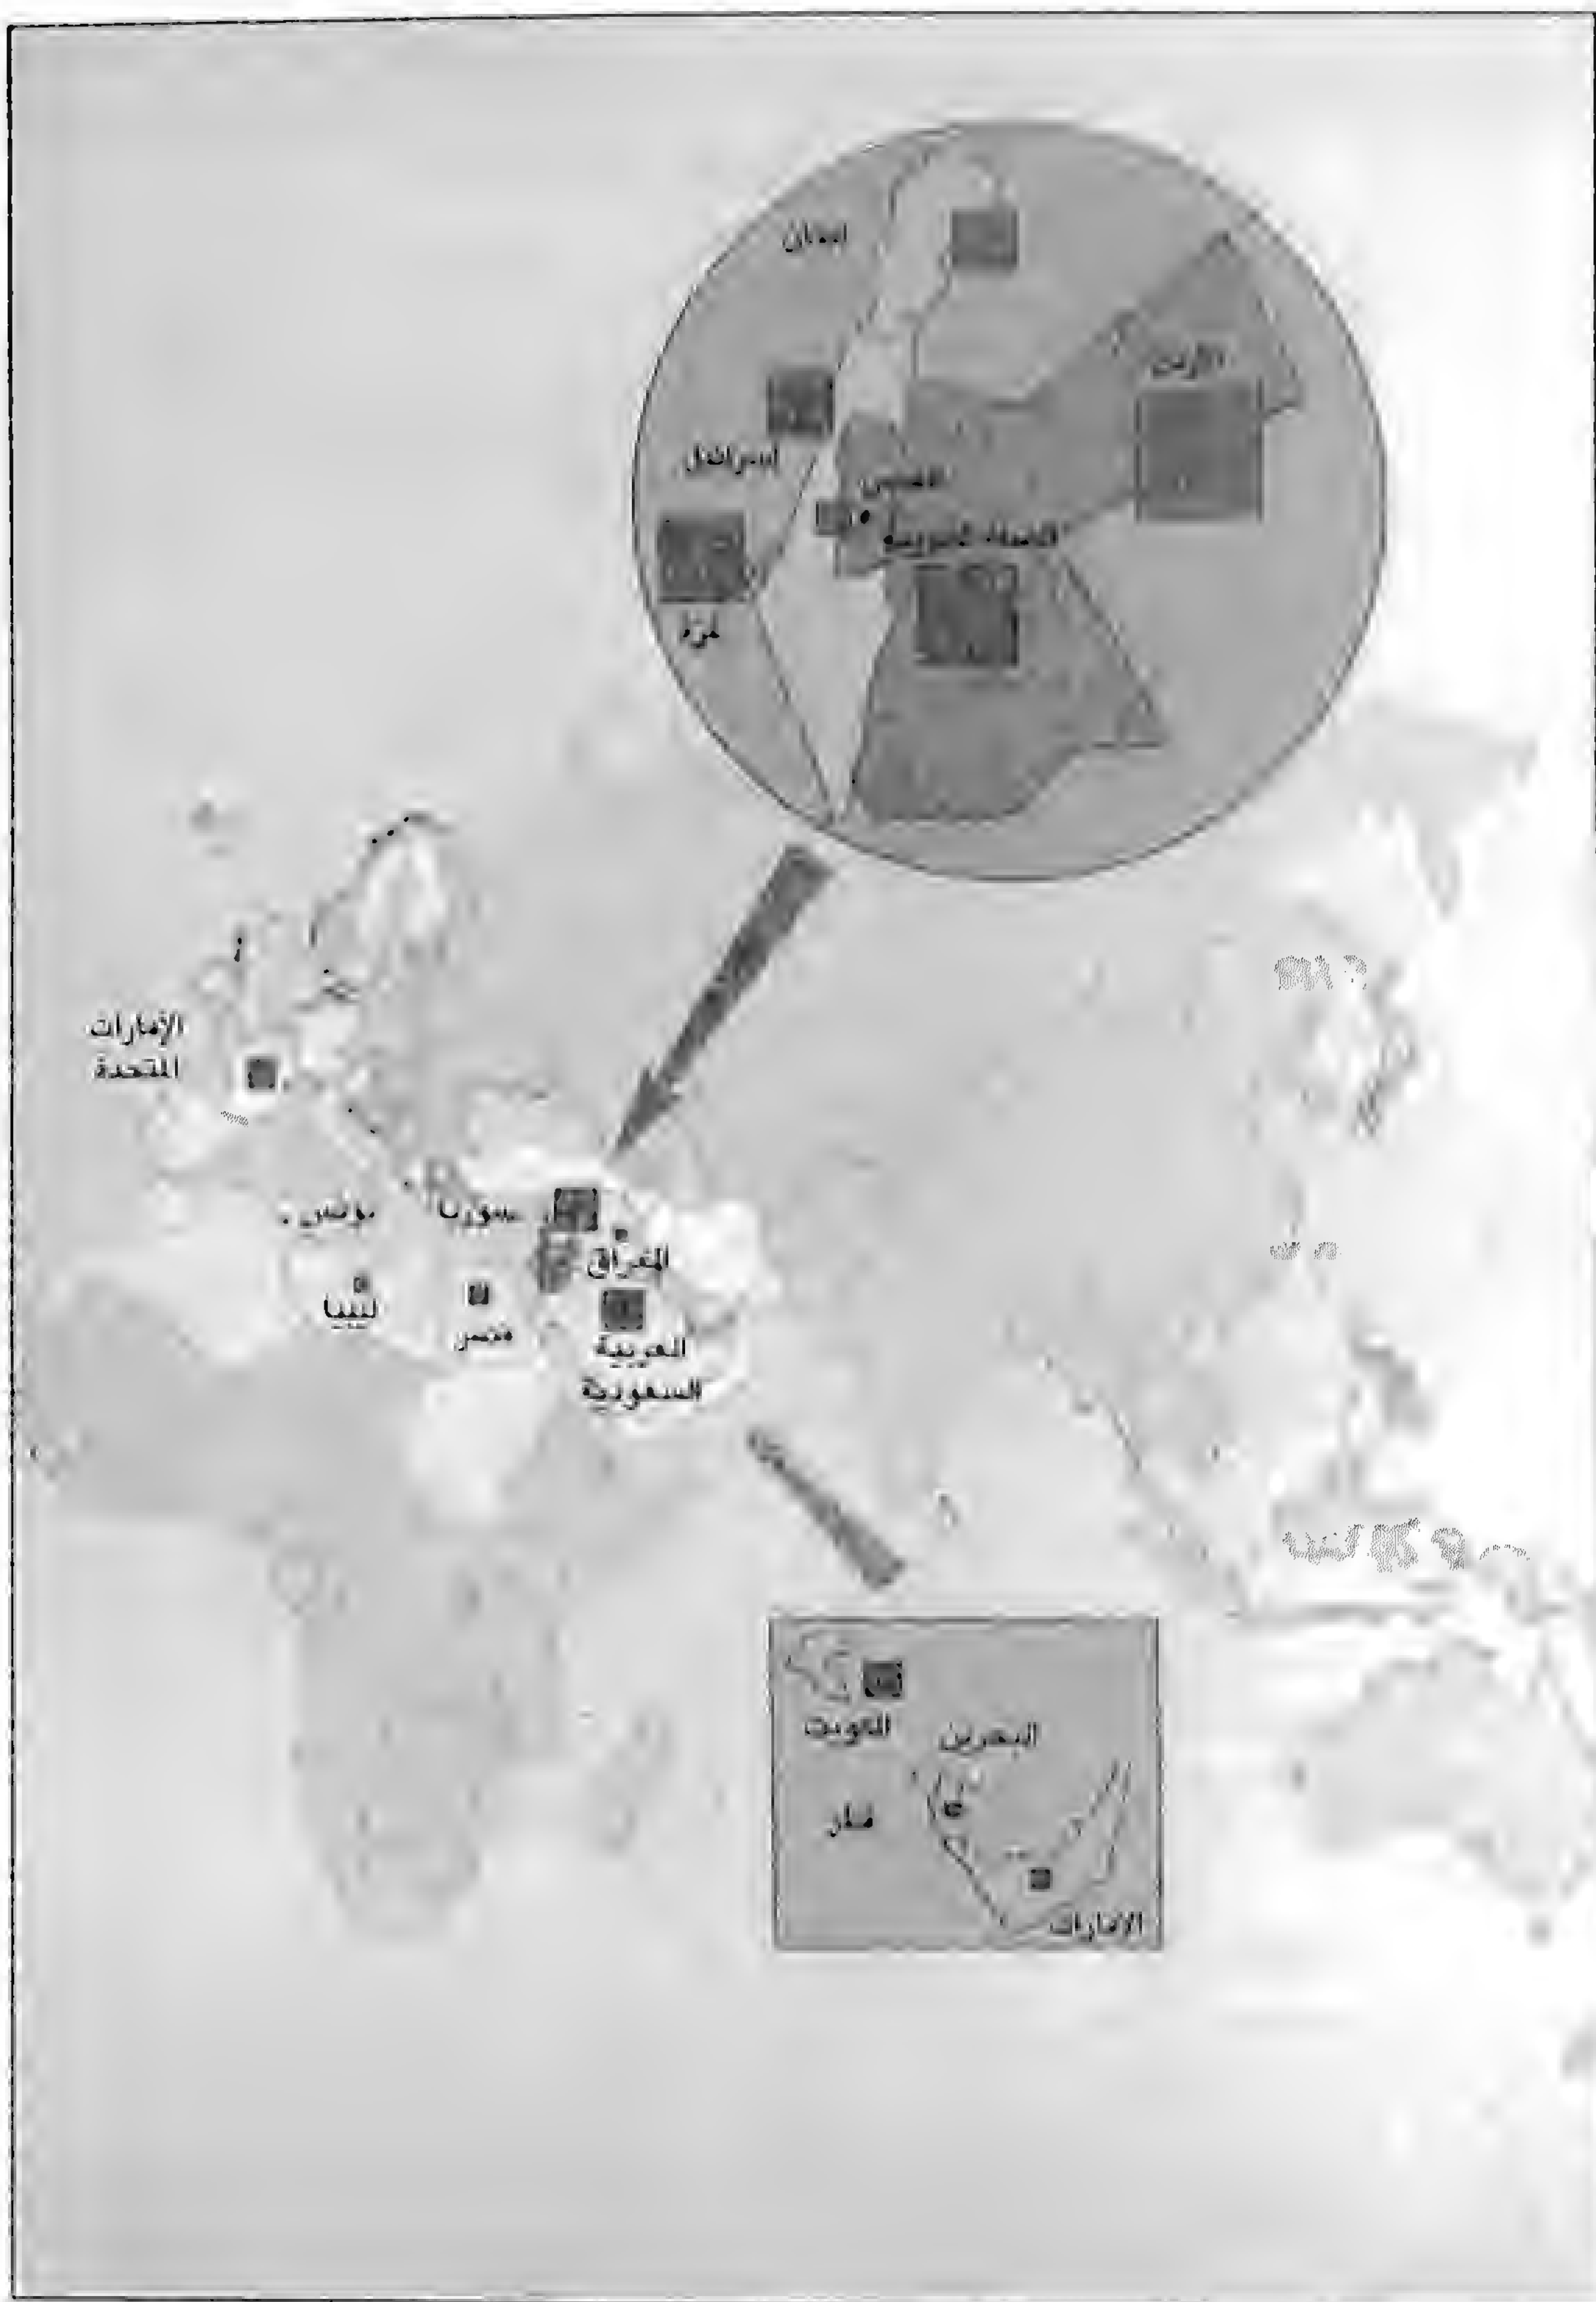 لبنان
الأردن
إسرائيل
القدس
الضفة الغربية
غزة
الإمارات
المتحدة
تونس
سوريا
العراق
ليبيا
مصر
العربية
السعودية
الكويت
البحرين
قطر
الإمارات